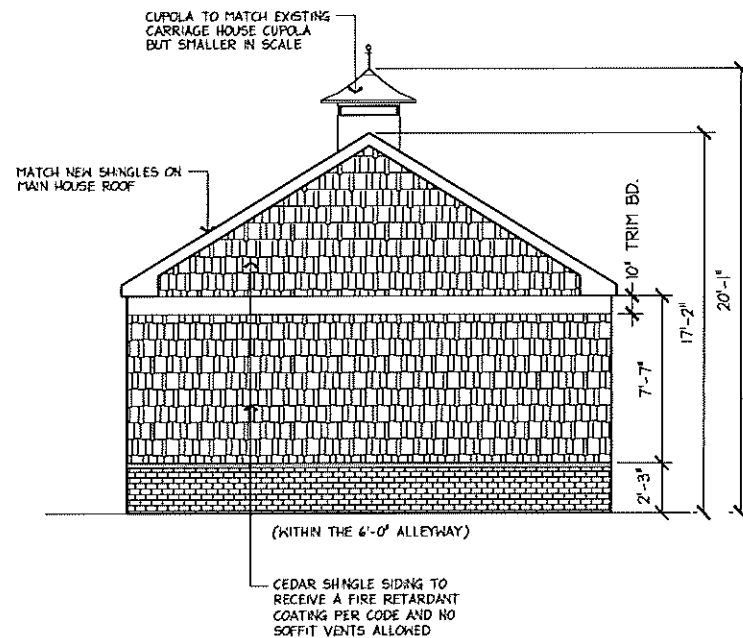 CUPOLA TO MATCH EXISTING
CARRIAGE HOUSE CUPOLA
BUT SMALLER IN SCALE
MATCH NEW SHINGLES ON
MAIN HOUSE ROOF
10" TRIM BD.
7'-7"
2'-3"
17'-2"
20'-1"
(WITHIN THE 6'-0" ALLEYWAY)
CEDAR SHINGLE SIDING TO
RECEIVE A FIRE RETARDANT
COATING PER CODE AND NO
SOFFIT VENTS ALLOWED